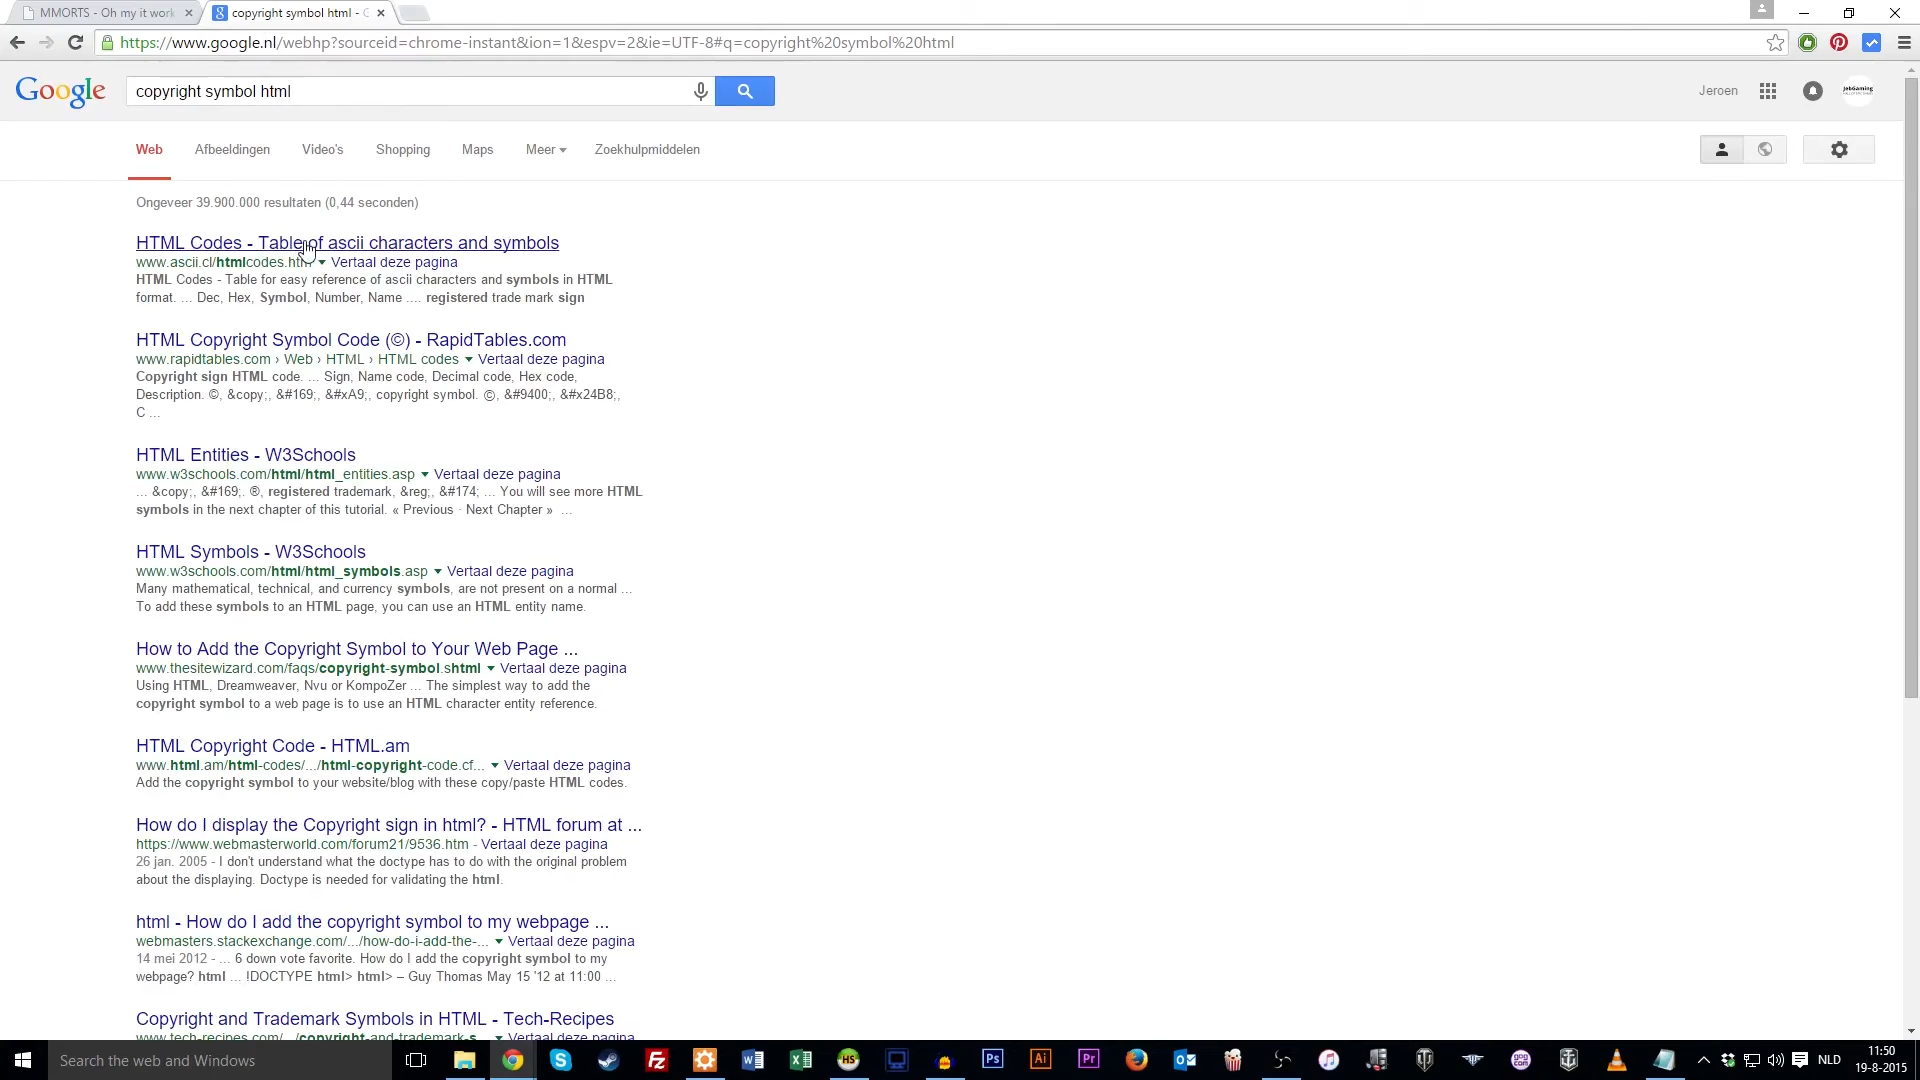 MMORTS - Oh my it work
copyright symbol html - G
https://www.google.nl/webhp?sourceid=chrome-instant&ion=1&espv=2&ie=UTF-8#q=copyright%20symbol%20html
Google
copyright symbol html
Jeroen
Web Afbeeldingen Video's Shopping Maps Meer Zoekhulpmiddelen
Ongeveer 39.900.000 resultaten (0,44 seconden)
HTML Codes - Table of ascii characters and symbols
www.ascii.cl/htmlcodes.htm Vertaal deze pagina
HTML Codes - Table for easy reference of ascii characters and symbols in HTML
format. ... Dec, Hex, Symbol, Number, Name .... registered trade mark sign
HTML Copyright Symbol Code (©) - RapidTables.com
www.rapidtables.com › Web › HTML › HTML codes Vertaal deze pagina
Copyright sign HTML code. ... Sign, Name code, Decimal code, Hex code,
Description. ©, &copy;, &#169;, &#xA9;, copyright symbol. Ⓒ, &#9400;, &#x24B8;,
C ...
HTML Entities - W3Schools
www.w3schools.com/html/html_entities.asp Vertaal deze pagina
... &copy;, &#169;. ®, registered trademark, &reg;, &#174; ... You will see more HTML
symbols in the next chapter of this tutorial. « Previous · Next Chapter » ...
HTML Symbols - W3Schools
www.w3schools.com/html/html_symbols.asp Vertaal deze pagina
Many mathematical, technical, and currency symbols, are not present on a normal ...
To add these symbols to an HTML page, you can use an HTML entity name.
How to Add the Copyright Symbol to Your Web Page ...
www.thesitewizard.com/faqs/copyright-symbol.shtml Vertaal deze pagina
Using HTML, Dreamweaver, Nvu or KompoZer ... The simplest way to add the
copyright symbol to a web page is to use an HTML character entity reference.
HTML Copyright Code - HTML.am
www.html.am/html-codes/.../html-copyright-code.cf... Vertaal deze pagina
Add the copyright symbol to your website/blog with these copy/paste HTML codes.
How do I display the Copyright sign in html? - HTML forum at ...
https://www.webmasterworld.com/forum21/9536.htm - Vertaal deze pagina
26 jan. 2005 - I don't understand what the doctype has to do with the original problem
about the displaying. Doctype is needed for validating the html.
html - How do I add the copyright symbol to my webpage ...
webmasters.stackexchange.com/.../how-do-i-add-the-... Vertaal deze pagina
14 mei 2012 - ... 6 down vote favorite. How do I add the copyright symbol to my
webpage? html ... !DOCTYPE html> html> – Guy Thomas May 15 '12 at 11:00 ...
Copyright and Trademark Symbols in HTML - Tech-Recipes
www.tech-recipes.com/.../copyright-and-trademark-s... Vertaal deze pagina
Search the web and Windows
NLD
11:50
19-8-2015